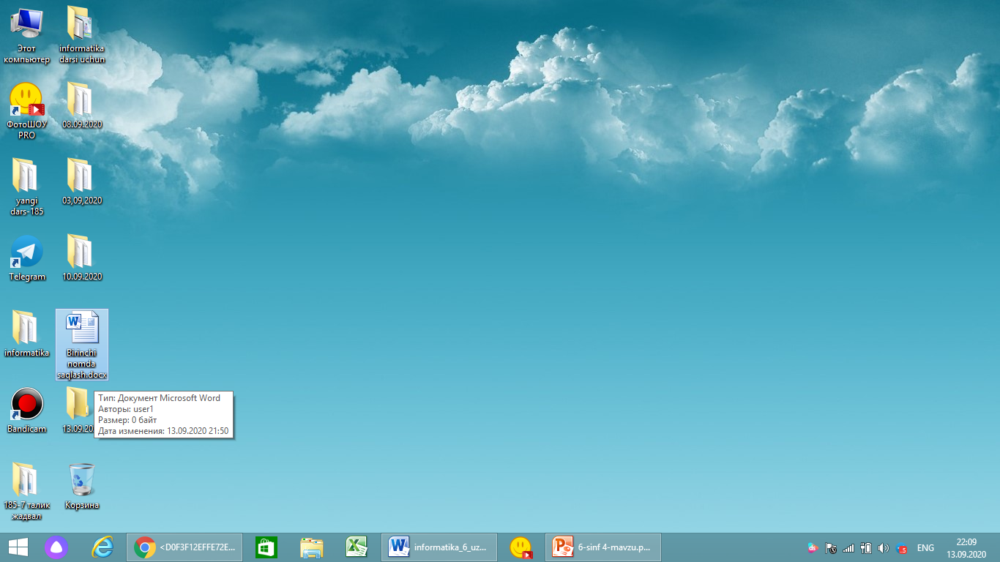 Этот
компьютер
informatika
darsi uchun
ФотоШОУ
PRO
08.09.2020
yangi
dars-185
03,09,2020
Telegram
10.09.2020
informatika
Birinchi
nomda
saqlash.docx
Bandicam
13.09.20
Тип: Документ Microsoft Word
Авторы: user1
Размер: 0 байт
Дата изменения: 13.09.2020 21:50
185-7 талик
жадвал
Корзина
<D0F3F12EFFE72E...
informatika_6_uz...
6-sinf 4-mavzu.p...
ENG
22:09
13.09.2020